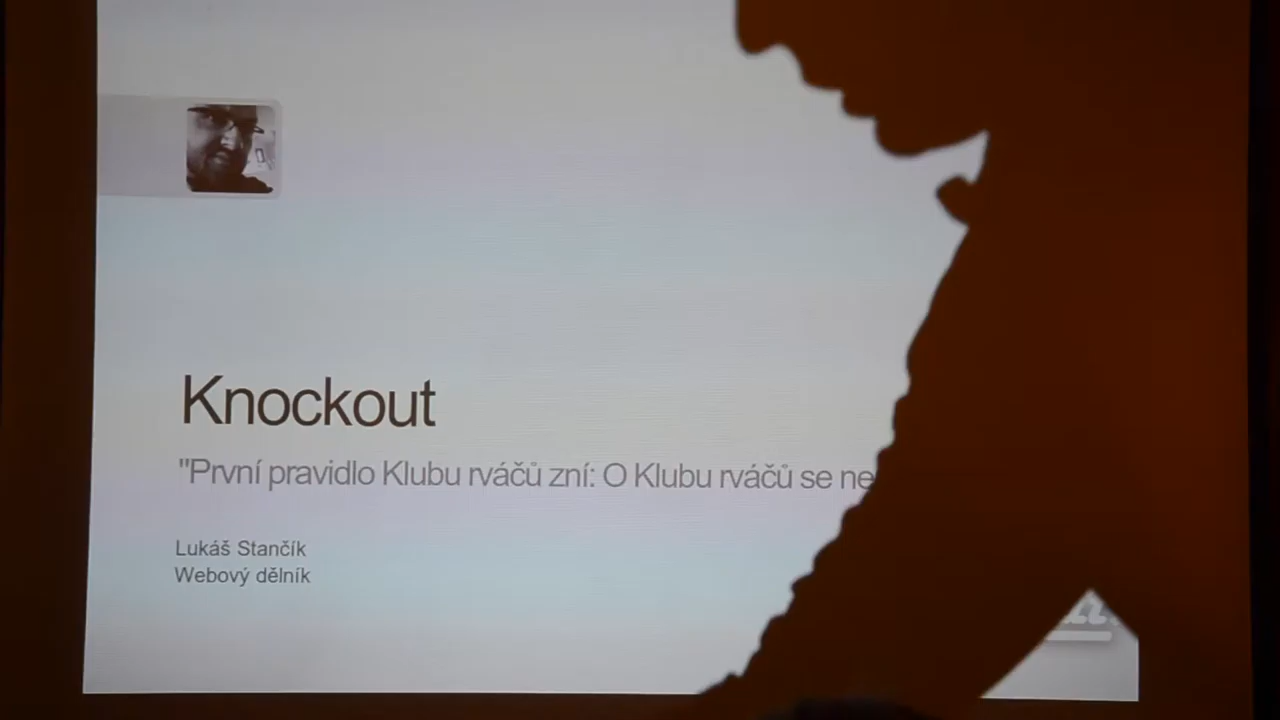 Knockout
"První pravidlo Klubu rváčů zní: O Klubu rváčů se ne
Lukáš Stančík
Webový dělník